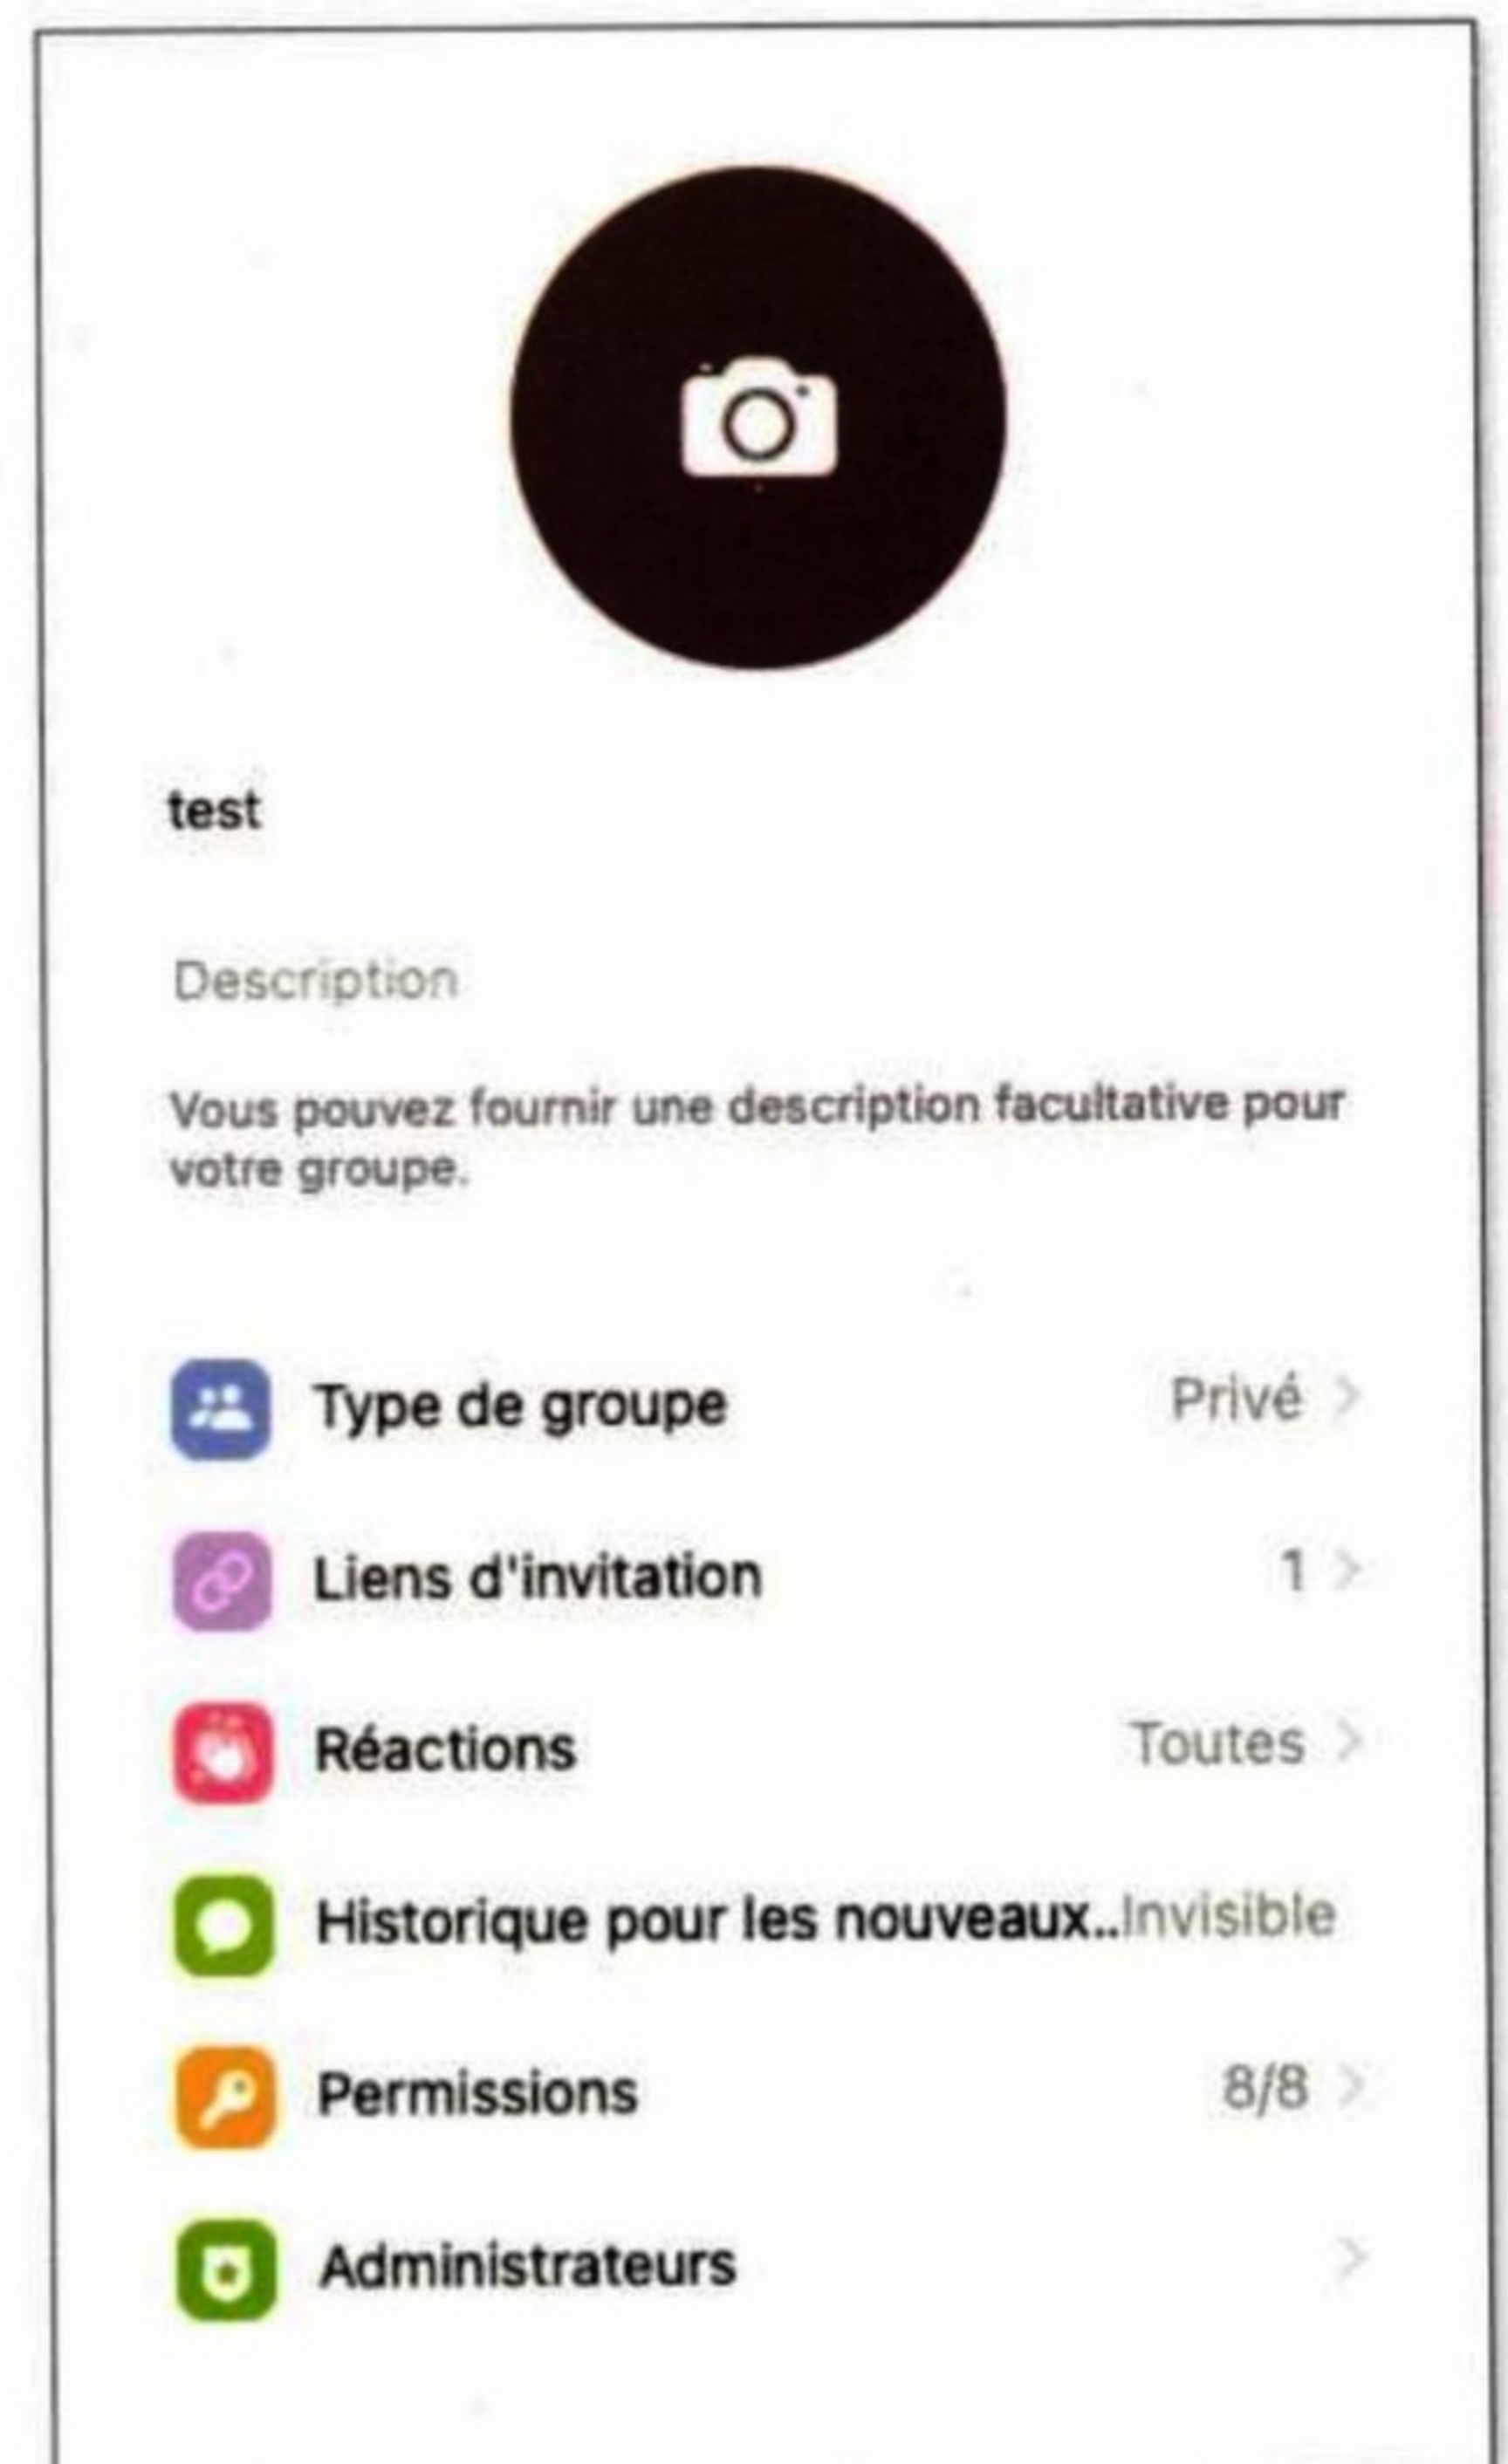 test
Description
Vous pouvez fournir une description facultative pour
votre groupe.
Type de groupe Privé
Liens d'invitation 1
Réactions Toutes
Historique pour les nouveaux..Invisible
Permissions 8/8
Administrateurs